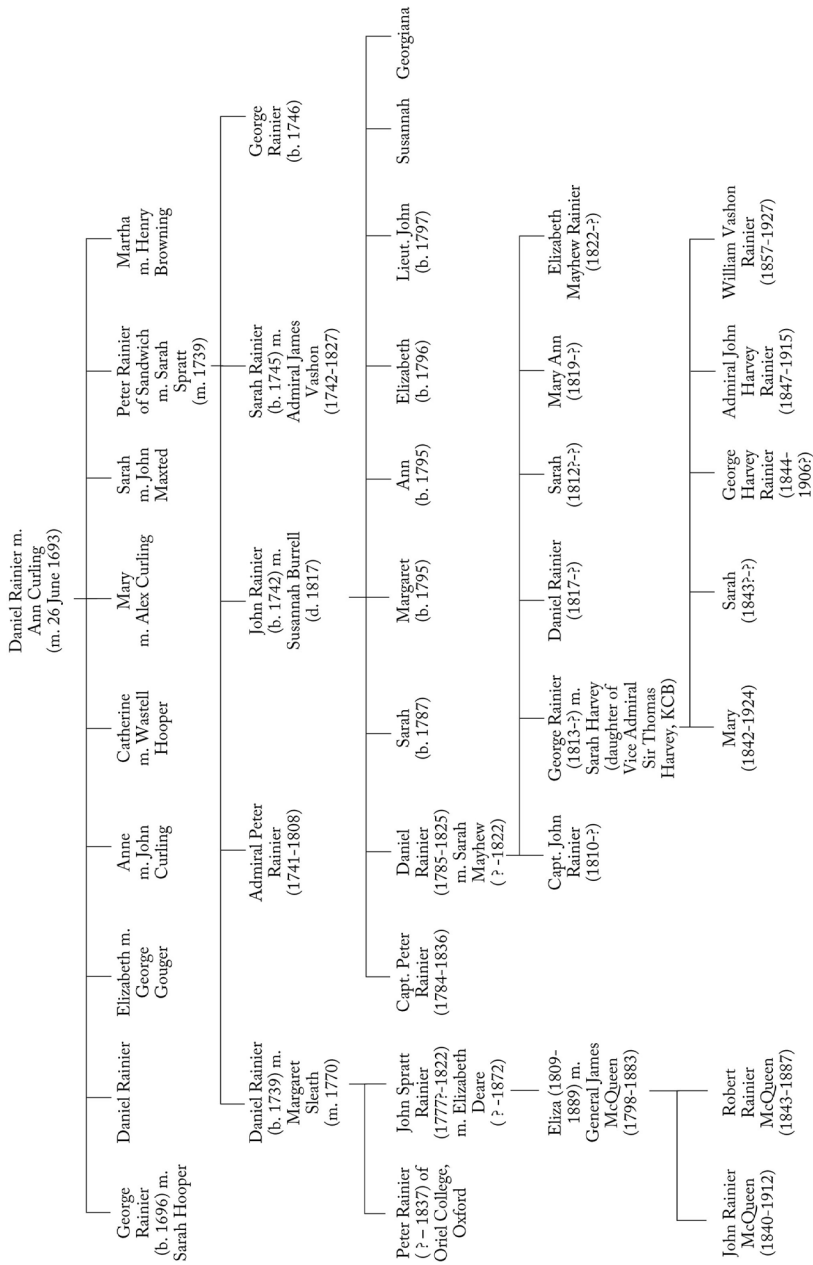 Daniel Rainier m.
Ann Curling
(m. 26 June 1693)
George
Rainier
(b. 1696) m.
Sarah Hooper
Daniel Rainier
Elizabeth m.
George
Gouger
Anne
m. John
Curling
Catherine
m. Wastell
Hooper
Mary
m. Alex Curling
Sarah
m. John
Maxted
Peter Rainier
of Sandwich
m. Sarah
Spratt
(m. 1739)
Martha
m. Henry
Browning
Daniel Rainier
(b. 1739) m.
Margaret
Sleath
(m. 1770)
Admiral Peter
Rainier
(1741-1808)
John Rainier
(b. 1742) m.
Susannah Burrell
(d. 1817)
Sarah Rainier
(b. 1745) m.
Admiral James
Vashon
(1742-1827)
George
Rainier
(b. 1746)
Peter Rainier
( ? – 1837) of
Oriel College,
Oxford
John Spratt
Rainier
(1777?-1822)
m. Elizabeth
Deare
( ? -1872)
Capt. Peter
Rainier
(1784-1836)
Daniel
Rainier
(1785-1825)
m. Sarah
Mayhew
( ? -1822)
Sarah
(b. 1787)
Margaret
(b. 1795)
Ann
(b. 1795)
Elizabeth
(b. 1796)
Lieut. John
(b. 1797)
Susannah
Georgiana
Eliza (1809-
1889) m.
General James
McQueen
(1798-1883)
Capt. John
Rainier
(1810-?)
George Rainier
(1813-?) m.
Sarah Harvey
(daughter of
Vice Admiral
Sir Thomas
Harvey, KCB)
Daniel Rainier
(1817-?)
Sarah
(1812?-?)
Mary Ann
(1819-?)
Elizabeth
Mayhew Rainier
(1822-?)
John Rainier
McQueen
(1840-1912)
Robert
Rainier
McQueen
(1843-1887)
Mary
(1842-1924)
Sarah
(1843?-?)
George
Harvey
Rainier
(1844-
1906?)
Admiral John
Harvey
Rainier
(1847-1915)
William Vashon
Rainier
(1857-1927)